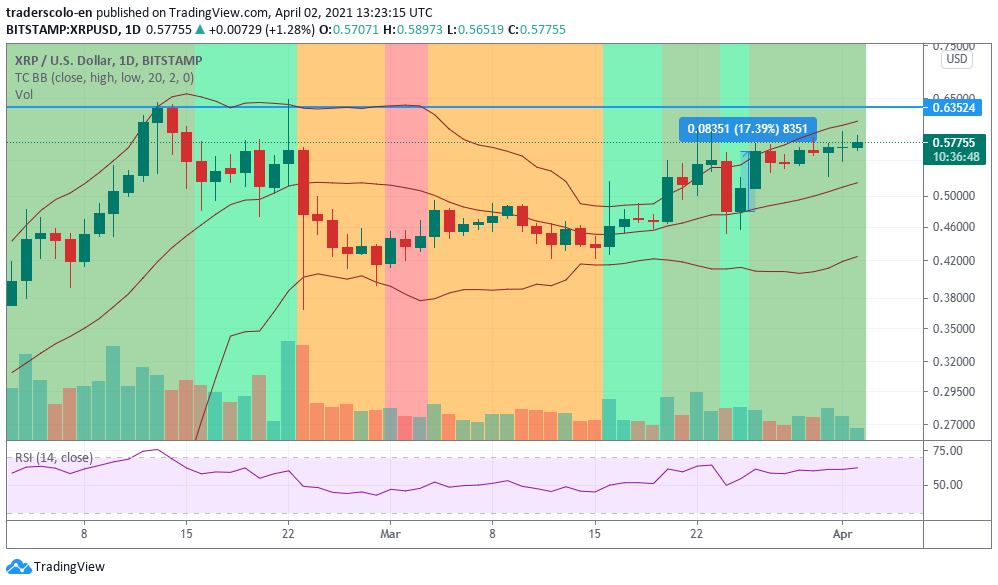 traderscolo-en published on TradingView.com, April 02, 2021 13:23:15 UTC
BITSTAMP:XRPUSD, 1D 0.57755 ▲ +0.00729 (+1.28%) O:0.57071 H:0.58973 L:0.56519 C:0.57755
XRP / U.S. Dollar, 1D, BITSTAMP
TC BB (close, high, low, 20, 2, 0)
Vol
0.75000
USD
0.65000
0.63524
0.08351 (17.39%) 8351
0.57755
10:36:48
0.50000
0.46000
0.42000
0.38000
0.35000
0.32000
0.29500
0.27000
RSI (14, close)
75.00
50.00
8 15 22 Mar 8 15 22 Apr
TradingView